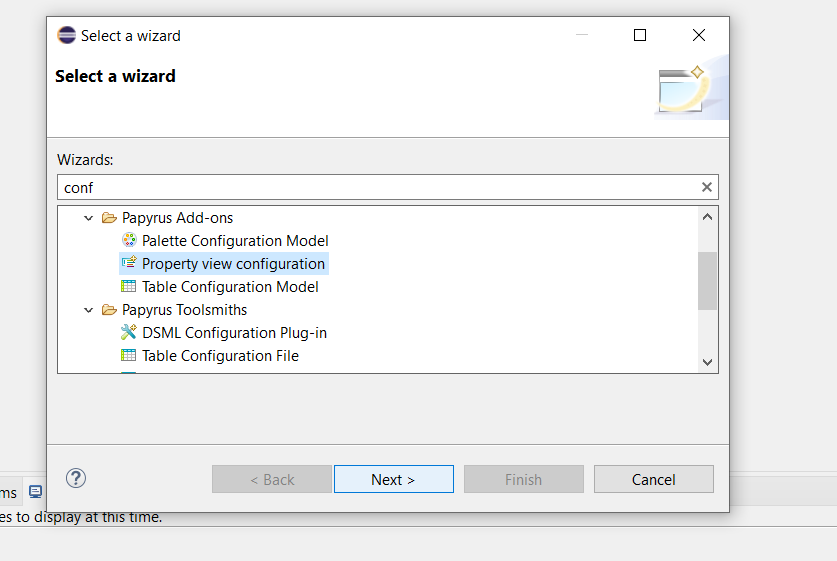 Select a wizard
Select a wizard
Wizards:
conf
Papyrus Add-ons
Palette Configuration Model
Property view configuration
Table Configuration Model
Papyrus Toolsmiths
DSML Configuration Plug-in
Table Configuration File
< Back
Next >
Finish
Cancel
ms
es to display at this time.